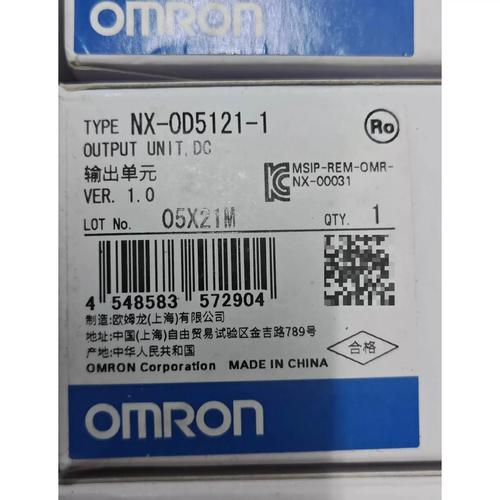 OMRON
TYPE NX-OD5121-1
Ro
OUTPUT UNIT, DC
输出单元
MSIP-REM-OMR-
NX-00031
VER. 1.0
LOT No. 05X21M
QTY. 1
4 548583 572904
制造:欧姆龙(上海)有限公司
地址:中国(上海)自由贸易试验区金吉路789号
产地:中华人民共和国
合格
OMRON Corporation MADE IN CHINA
OMRON